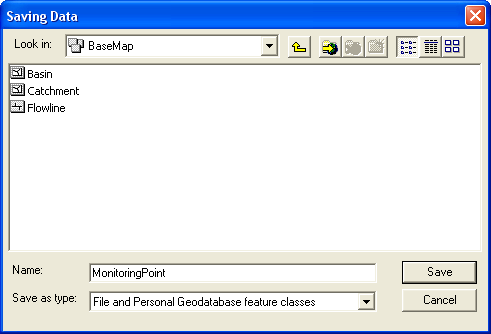 Saving Data
Look in: BaseMap
Basin
Catchment
Flowline
Name: MonitoringPoint Save
Save as type: File and Personal Geodatabase feature classes Cancel